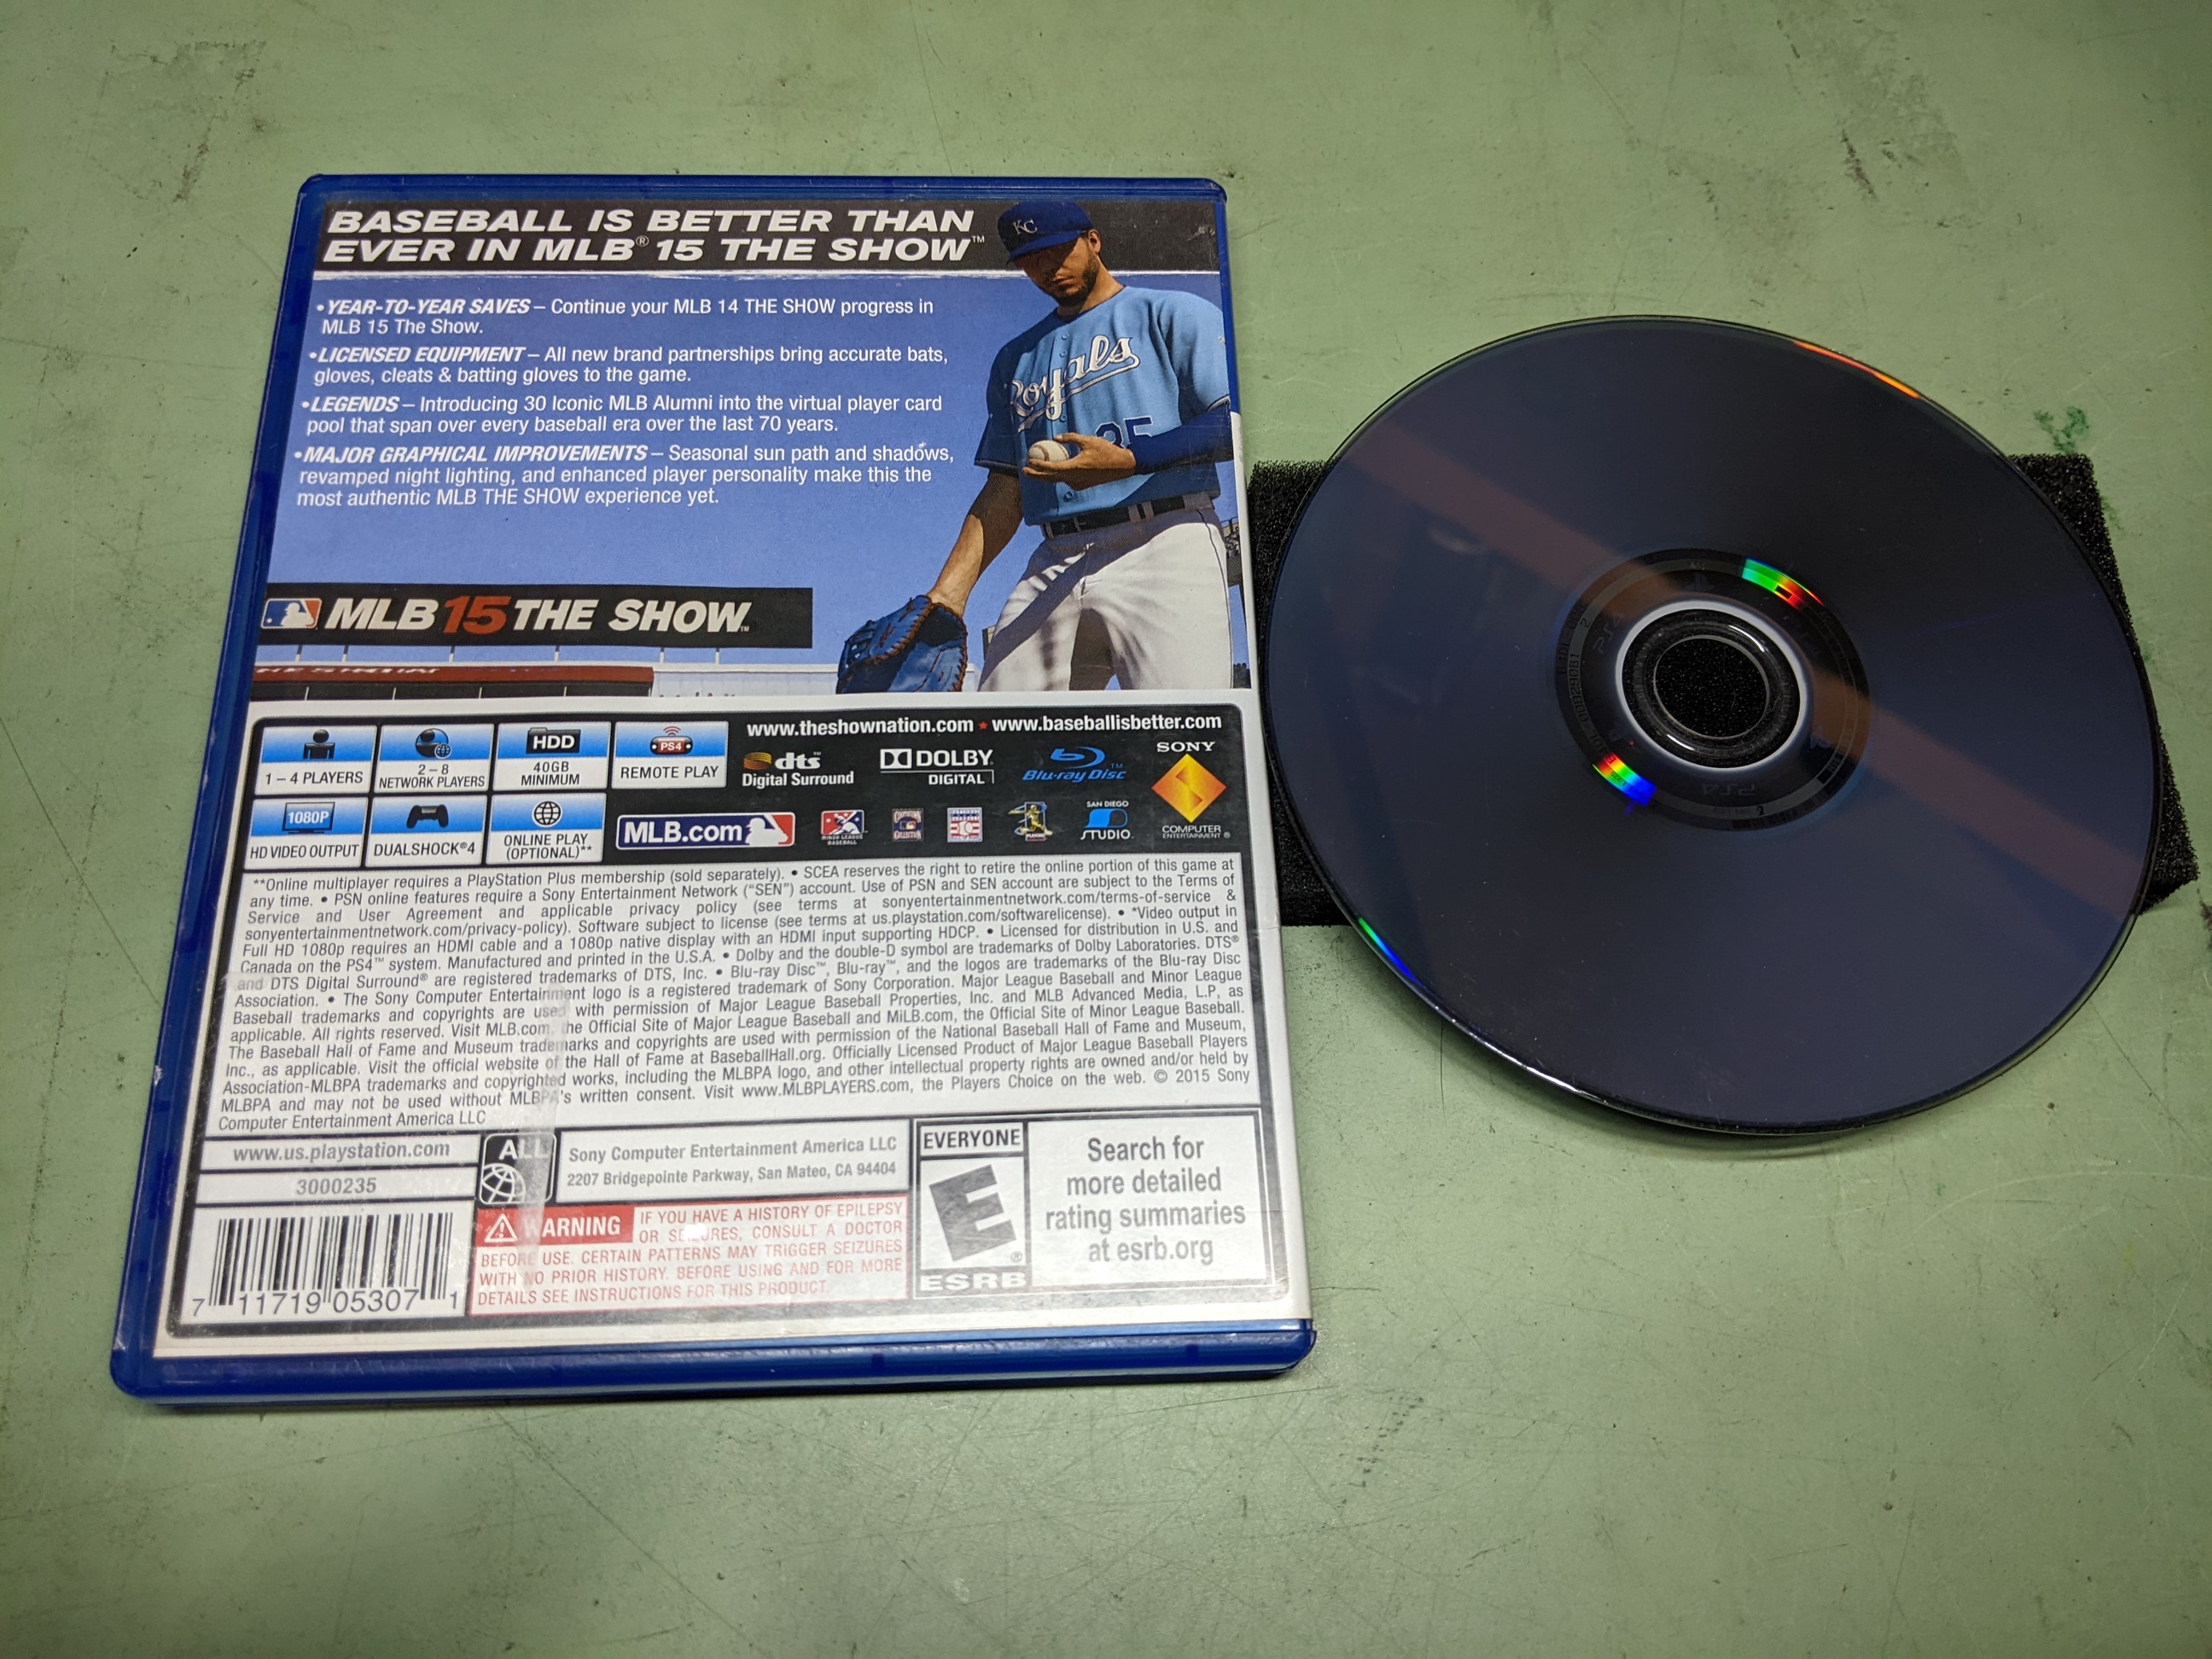 BASEBALL IS BETTER THAN
EVER IN MLB® 15 THE SHOW™
KC
•YEAR-TO-YEAR SAVES – Continue your MLB 14 THE SHOW progress in
MLB 15 The Show.
•LICENSED EQUIPMENT – All new brand partnerships bring accurate bats,
gloves, cleats & batting gloves to the game.
•LEGENDS – Introducing 30 Iconic MLB Alumni into the virtual player card
pool that span over every baseball era over the last 70 years.
•MAJOR GRAPHICAL IMPROVEMENTS – Seasonal sun path and shadows,
revamped night lighting, and enhanced player personality make this the
most authentic MLB THE SHOW experience yet.
Royals
35
MLB 15 THE SHOW™
www.theshownation.com ★ www.baseballisbetter.com
1 – 4 PLAYERS
2 – 8
NETWORK PLAYERS
HDD
40GB
MINIMUM
PS4
REMOTE PLAY
dts™
Digital Surround
DOLBY
DIGITAL
Blu-ray Disc™
SONY
COMPUTER
ENTERTAINMENT®
1080P
HD VIDEO OUTPUT
DUALSHOCK®4
ONLINE PLAY
(OPTIONAL)**
MLB.com
SAN DIEGO
STUDIO
**Online multiplayer requires a PlayStation Plus membership (sold separately). • SCEA reserves the right to retire the online portion of this game at
any time. • PSN online features require a Sony Entertainment Network (“SEN”) account. Use of PSN and SEN account are subject to the Terms of
Service and User Agreement and applicable privacy policy (see terms at sonyentertainmentnetwork.com/terms-of-service &
sonyentertainmentnetwork.com/privacy-policy). Software subject to license (see terms at us.playstation.com/softwarelicense). • *Video output in
Full HD 1080p requires an HDMI cable and a 1080p native display with an HDMI input supporting HDCP. • Licensed for distribution in U.S. and
Canada on the PS4™ system. Manufactured and printed in the U.S.A. • Dolby and the double-D symbol are trademarks of Dolby Laboratories. DTS®
and DTS Digital Surround® are registered trademarks of DTS, Inc. • Blu-ray Disc™, Blu-ray™, and the logos are trademarks of the Blu-ray Disc
Association. • The Sony Computer Entertainment logo is a registered trademark of Sony Corporation. Major League Baseball and Minor League
Baseball trademarks and copyrights are used with permission of Major League Baseball Properties, Inc. and MLB Advanced Media, L.P, as
applicable. All rights reserved. Visit MLB.com, the Official Site of Major League Baseball and MiLB.com, the Official Site of Minor League Baseball.
The Baseball Hall of Fame and Museum trademarks and copyrights are used with permission of the National Baseball Hall of Fame and Museum,
Inc., as applicable. Visit the official website of the Hall of Fame at BaseballHall.org. Officially Licensed Product of Major League Baseball Players
Association-MLBPA trademarks and copyrighted works, including the MLBPA logo, and other intellectual property rights are owned and/or held by
MLBPA and may not be used without MLBPA's written consent. Visit www.MLBPLAYERS.com, the Players Choice on the web. © 2015 Sony
Computer Entertainment America LLC
www.us.playstation.com
3000235
ALL
Sony Computer Entertainment America LLC
2207 Bridgepointe Parkway, San Mateo, CA 94404
WARNING IF YOU HAVE A HISTORY OF EPILEPSY
OR SEIZURES, CONSULT A DOCTOR
BEFORE USE. CERTAIN PATTERNS MAY TRIGGER SEIZURES
WITH NO PRIOR HISTORY. BEFORE USING AND FOR MORE
DETAILS SEE INSTRUCTIONS FOR THIS PRODUCT.
EVERYONE
E
ESRB
Search for
more detailed
rating summaries
at esrb.org
7 11719 05307 1
PS4